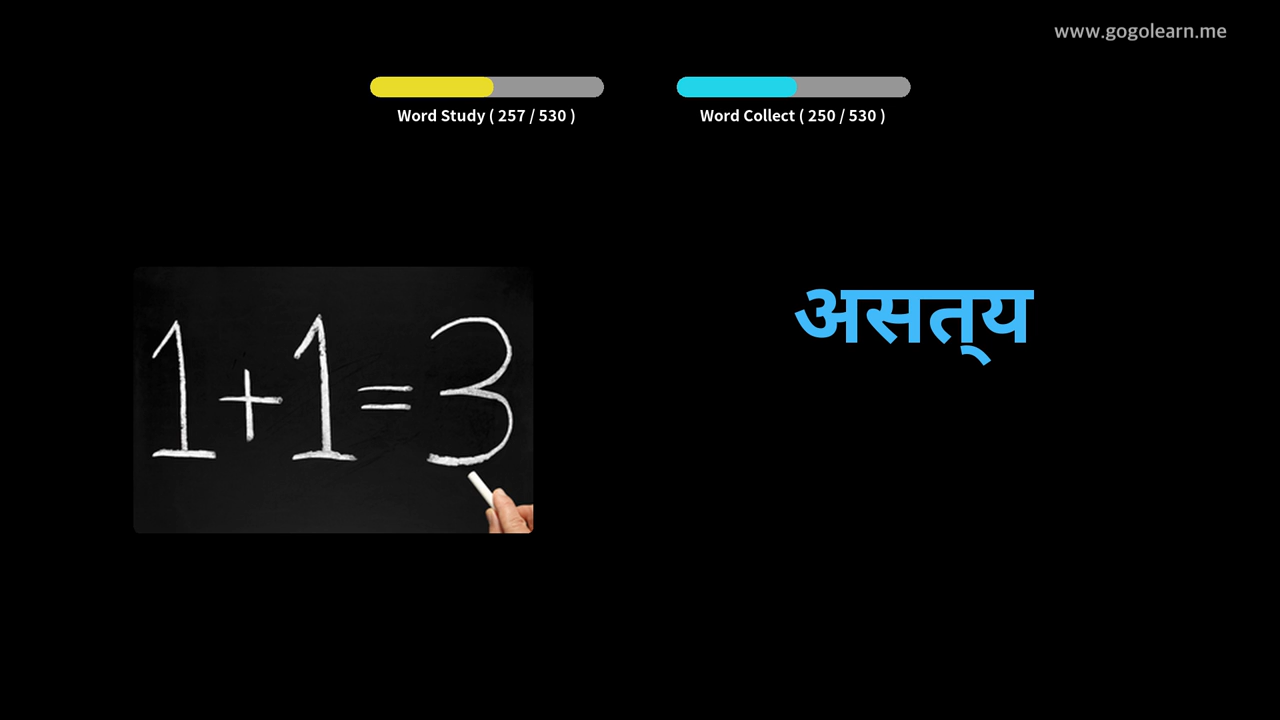 www.gogolearn.me
Word Study ( 257 / 530 )
Word Collect ( 250 / 530 )
1+1=3
असत्‌य